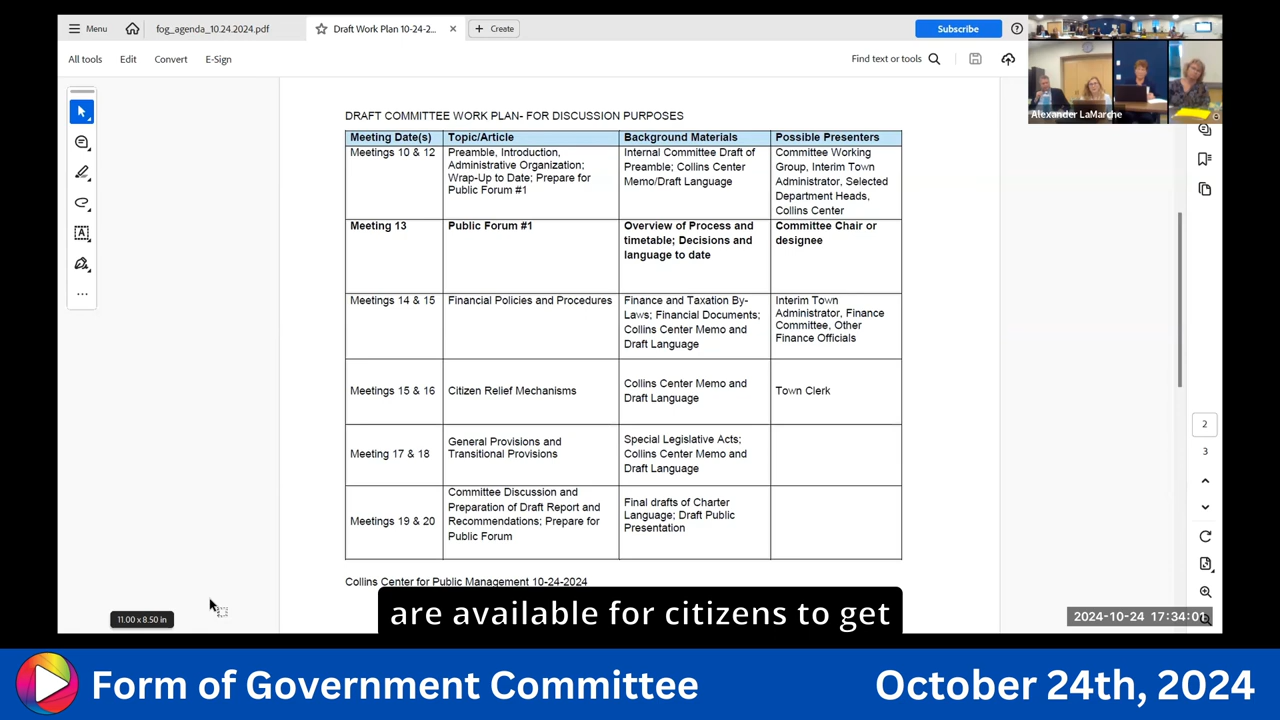 Menu
fog_agenda_10.24.2024.pdf
Draft Work Plan 10-24-2...
Create
Subscribe
All tools
Edit
Convert
E-Sign
Find text or tools
Alexander LaMarche
DRAFT COMMITTEE WORK PLAN- FOR DISCUSSION PURPOSES
Meeting Date(s)
Topic/Article
Background Materials
Possible Presenters
Meetings 10 & 12
Preamble, Introduction,
Administrative Organization;
Wrap-Up to Date; Prepare for
Public Forum #1
Internal Committee Draft of
Preamble; Collins Center
Memo/Draft Language
Committee Working
Group, Interim Town
Administrator, Selected
Department Heads,
Collins Center
Meeting 13
Public Forum #1
Overview of Process and
timetable; Decisions and
language to date
Committee Chair or
designee
Meetings 14 & 15
Financial Policies and Procedures
Finance and Taxation By-
Laws; Financial Documents;
Collins Center Memo and
Draft Language
Interim Town
Administrator, Finance
Committee, Other
Finance Officials
Meetings 15 & 16
Citizen Relief Mechanisms
Collins Center Memo and
Draft Language
Town Clerk
Meeting 17 & 18
General Provisions and
Transitional Provisions
Special Legislative Acts;
Collins Center Memo and
Draft Language
Meetings 19 & 20
Committee Discussion and
Preparation of Draft Report and
Recommendations; Prepare for
Public Forum
Final drafts of Charter
Language; Draft Public
Presentation
Collins Center for Public Management 10-24-2024
2
3
11.00 x 8.50 in
are available for citizens to get
2024-10-24 17:34:01
Form of Government Committee
October 24th, 2024